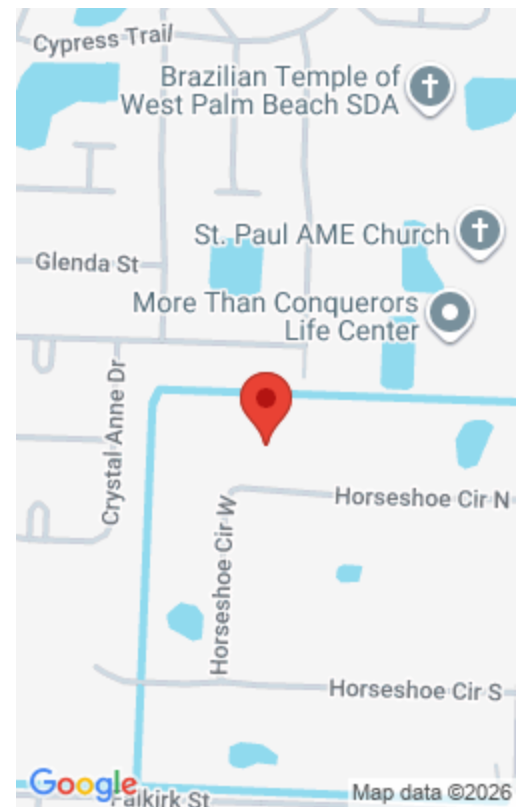 Cypress Trail
Brazilian Temple of
West Palm Beach SDA
St. Paul AME Church
Glenda St
More Than Conquerors
Life Center
Crystal Anne Dr
Horseshoe Cir N
Horseshoe Cir W
Horseshoe Cir S
Google
Map data ©2026
Falkirk St